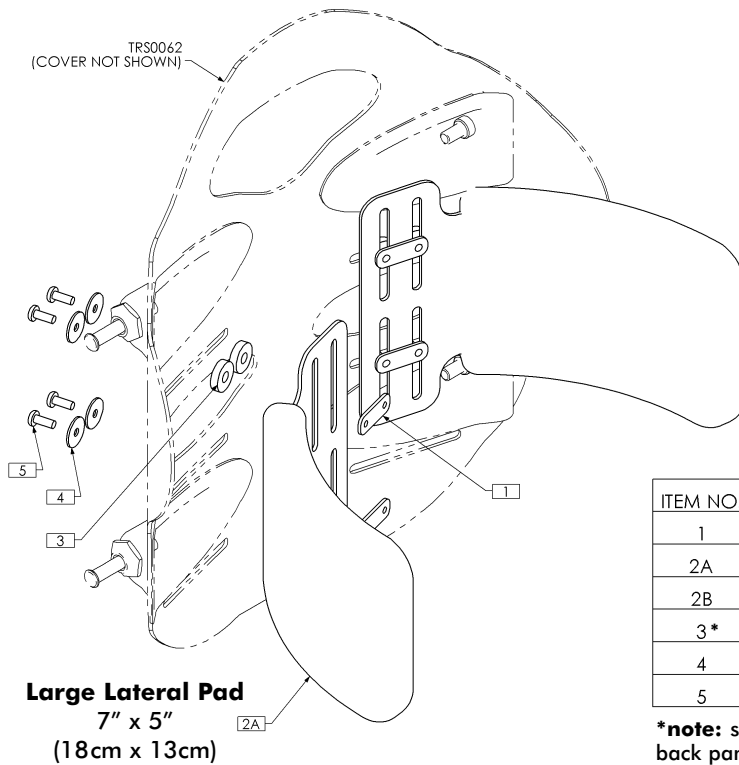 TRS0062
(COVER NOT SHOWN)
5
4
3
1
2A
Large Lateral Pad
7” x 5”
(18cm x 13cm)
ITEM NO
1
2A
2B
3*
4
5
*note: s
back par